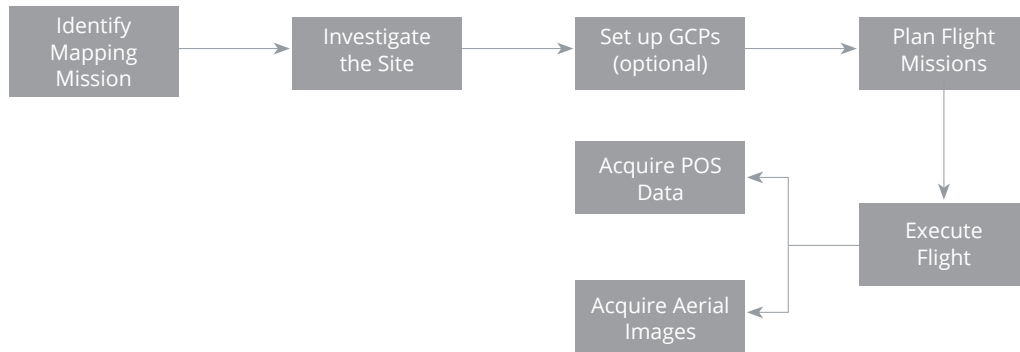 Identify
Mapping
Mission
Investigate
the Site
Set up GCPs
(optional)
Plan Flight
Missions
Acquire POS
Data
Execute
Flight
Acquire Aerial
Images